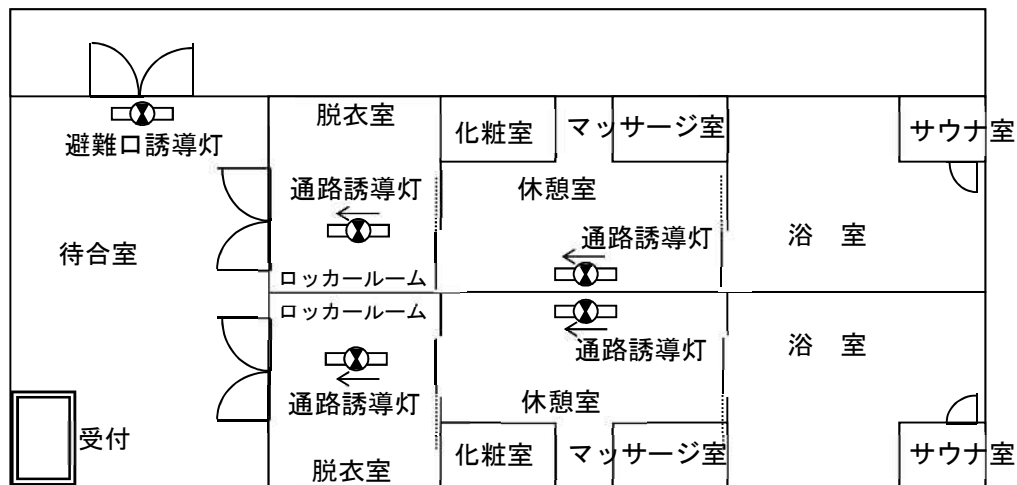 脱衣室
化粧室
マッサージ室
サウナ室
避難口誘導灯
通路誘導灯
休憩室
通路誘導灯
浴 室
待合室
ロッカールーム
ロッカールーム
浴 室
通路誘導灯
通路誘導灯
休憩室
受付
化粧室
マッサージ室
サウナ室
脱衣室